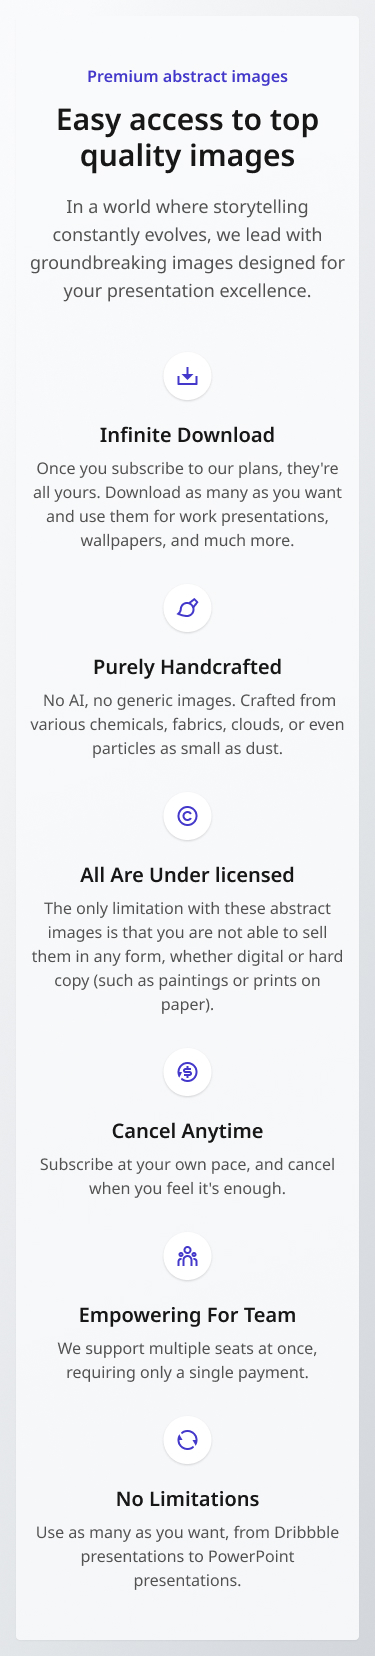 Premium abstract images
Easy access to top
quality images
In a world where storytelling
constantly evolves, we lead with
groundbreaking images designed for
your presentation excellence.
Infinite Download
Once you subscribe to our plans, they're
all yours. Download as many as you want
and use them for work presentations,
wallpapers, and much more.
Purely Handcrafted
No AI, no generic images. Crafted from
various chemicals, fabrics, clouds, or even
particles as small as dust.
All Are Under licensed
The only limitation with these abstract
images is that you are not able to sell
them in any form, whether digital or hard
copy (such as paintings or prints on
paper).
Cancel Anytime
Subscribe at your own pace, and cancel
when you feel it's enough.
Empowering For Team
We support multiple seats at once,
requiring only a single payment.
No Limitations
Use as many as you want, from Dribbble
presentations to PowerPoint
presentations.